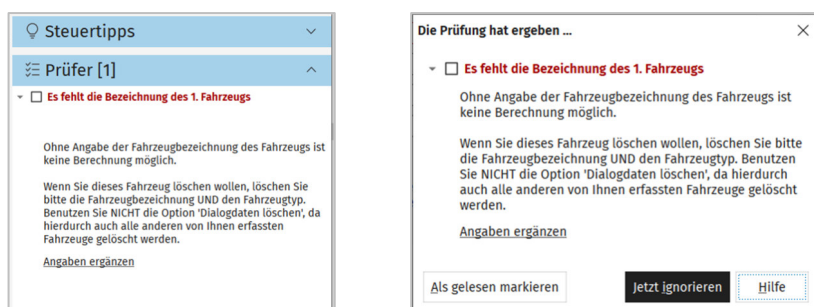 Steuertipps
Prüfer [1]
Es fehlt die Bezeichnung des 1. Fahrzeugs
Ohne Angabe der Fahrzeugbezeichnung des Fahrzeugs ist
keine Berechnung möglich.
Wenn Sie dieses Fahrzeug löschen wollen, löschen Sie
bitte die Fahrzeugbezeichnung UND den Fahrzeugtyp.
Benutzen Sie NICHT die Option 'Dialogdaten löschen', da
hierdurch auch alle anderen von Ihnen erfassten
Fahrzeuge gelöscht werden.
Angaben ergänzen
Die Prüfung hat ergeben ...
Es fehlt die Bezeichnung des 1. Fahrzeugs
Ohne Angabe der Fahrzeugbezeichnung des Fahrzeugs ist
keine Berechnung möglich.
Wenn Sie dieses Fahrzeug löschen wollen, löschen Sie bitte
die Fahrzeugbezeichnung UND den Fahrzeugtyp. Benutzen
Sie NICHT die Option 'Dialogdaten löschen', da hierdurch
auch alle anderen von Ihnen erfassten Fahrzeuge gelöscht
werden.
Angaben ergänzen
Als gelesen markieren
Jetzt ignorieren
Hilfe